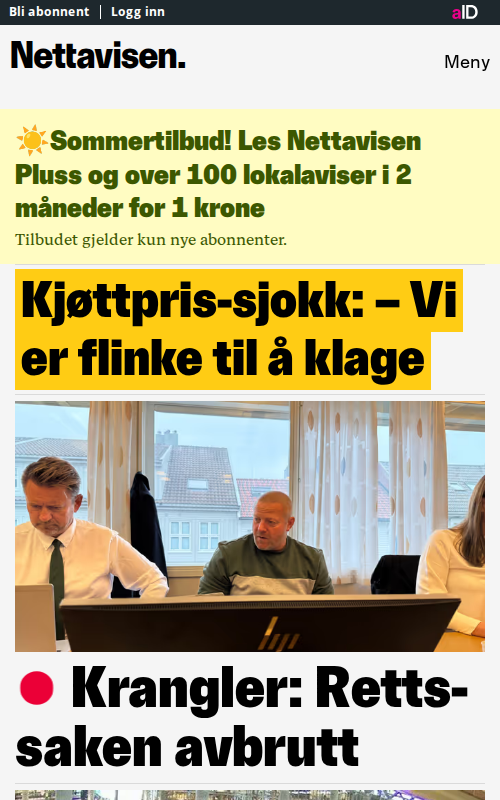 Bli abonnent
Logg inn
aID
Nettavisen.
Meny
☀️Sommertilbud! Les Nettavisen
Pluss og over 100 lokalaviser i 2
måneder for 1 krone
Tilbudet gjelder kun nye abonnenter.
Kjøttpris-sjokk: – Vi
er flinke til å klage
hp
Krangler: Retts-
saken avbrutt